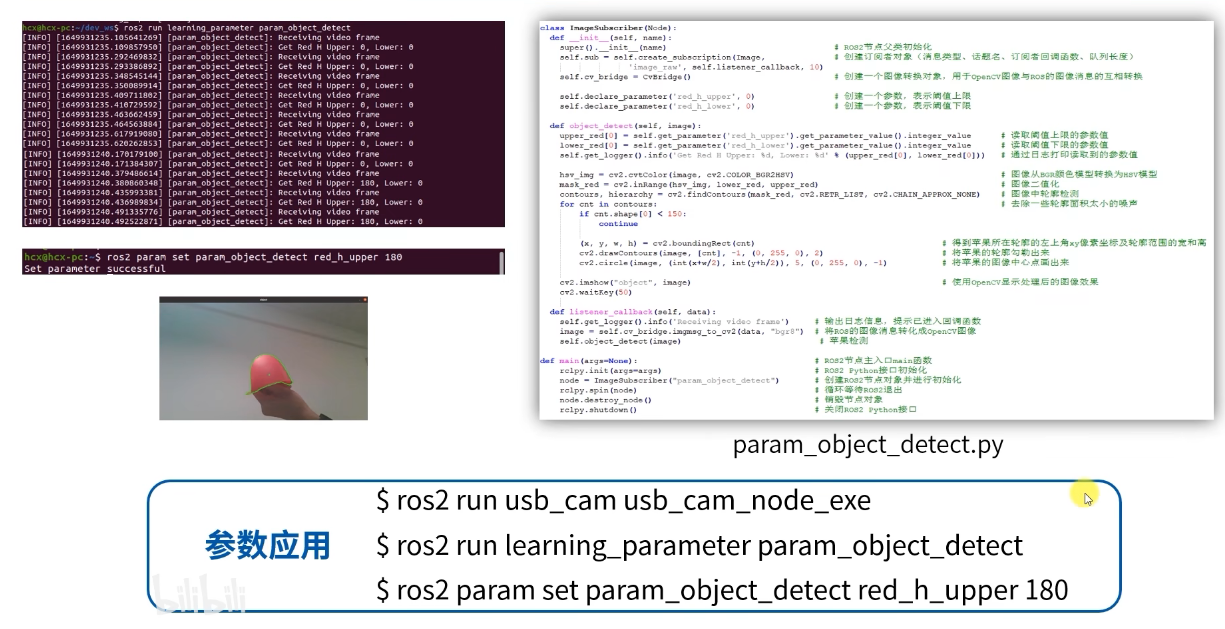 hcx@hcx-pc:~/dev_ws$ ros2 run learning_parameter param_object_detect
[INFO] [1649931235.105641269] [param_object_detect]: Receiving video frame
[INFO] [1649931235.109857950] [param_object_detect]: Get Red H Upper: 0, Lower: 0
[INFO] [1649931235.292469832] [param_object_detect]: Receiving video frame
[INFO] [1649931235.293386892] [param_object_detect]: Get Red H Upper: 0, Lower: 0
[INFO] [1649931235.348545144] [param_object_detect]: Receiving video frame
[INFO] [1649931235.350089914] [param_object_detect]: Get Red H Upper: 0, Lower: 0
[INFO] [1649931235.409711802] [param_object_detect]: Receiving video frame
[INFO] [1649931235.410729592] [param_object_detect]: Get Red H Upper: 0, Lower: 0
[INFO] [1649931235.463662459] [param_object_detect]: Receiving video frame
[INFO] [1649931235.464563884] [param_object_detect]: Get Red H Upper: 0, Lower: 0
[INFO] [1649931235.617919080] [param_object_detect]: Receiving video frame
[INFO] [1649931235.620262853] [param_object_detect]: Get Red H Upper: 0, Lower: 0
[INFO] [1649931240.170179100] [param_object_detect]: Receiving video frame
[INFO] [1649931240.171384307] [param_object_detect]: Get Red H Upper: 180, Lower: 0
[INFO] [1649931240.379486614] [param_object_detect]: Receiving video frame
[INFO] [1649931240.380860348] [param_object_detect]: Get Red H Upper: 180, Lower: 0
[INFO] [1649931240.435993381] [param_object_detect]: Receiving video frame
[INFO] [1649931240.436989834] [param_object_detect]: Get Red H Upper: 180, Lower: 0
[INFO] [1649931240.491335776] [param_object_detect]: Receiving video frame
[INFO] [1649931240.492522871] [param_object_detect]: Get Red H Upper: 180, Lower: 0
hcx@hcx-pc:~$ ros2 param set param_object_detect red_h_upper 180
Set parameter successful
class ImageSubscriber(Node):
def __init__(self, name):
super().__init__(name) # ROS2节点父类初始化
self.sub = self.create_subscription(Image, # 创建订阅者对象（消息类型、话题名、订阅者回调函数、队列长度）
'image_raw', self.listener_callback, 10)
self.cv_bridge = CvBridge() # 创建一个图像转换对象，用于OpenCV图像与ROS的图像消息的互相转换
self.declare_parameter('red_h_upper', 0) # 创建一个参数，表示阈值上限
self.declare_parameter('red_h_lower', 0) # 创建一个参数，表示阈值下限
def object_detect(self, image):
upper_red[0] = self.get_parameter('red_h_upper').get_parameter_value().integer_value # 读取阈值上限的参数值
lower_red[0] = self.get_parameter('red_h_lower').get_parameter_value().integer_value # 读取阈值下限的参数值
self.get_logger().info('Get Red H Upper: %d, Lower: %d' % (upper_red[0], lower_red[0])) # 通过日志打印读取到的参数值
hsv_img = cv2.cvtColor(image, cv2.COLOR_BGR2HSV) # 图像从BGR颜色模型转换为HSV模型
mask_red = cv2.inRange(hsv_img, lower_red, upper_red) # 图像二值化
contours, hierarchy = cv2.findContours(mask_red, cv2.RETR_LIST, cv2.CHAIN_APPROX_NONE) # 图像中轮廓检测
for cnt in contours: # 去除一些轮廓面积太小的噪声
if cnt.shape[0] < 150:
continue
(x, y, w, h) = cv2.boundingRect(cnt) # 得到苹果所在轮廓的左上角xy像素坐标及轮廓范围的宽和高
cv2.drawContours(image, [cnt], -1, (0, 255, 0), 2) # 将苹果的轮廓勾勒出来
cv2.circle(image, (int(x+w/2), int(y+h/2)), 5, (0, 255, 0), -1) # 将苹果的图像中心点画出来
cv2.imshow("object", image) # 使用OpenCV显示处理后的图像效果
cv2.waitKey(50)
def listener_callback(self, data):
self.get_logger().info('Receiving video frame') # 输出日志信息，提示已进入回调函数
image = self.cv_bridge.imgmsg_to_cv2(data, "bgr8") # 将ROS的图像消息转化成OpenCV图像
self.object_detect(image) # 苹果检测
def main(args=None): # ROS2节点主入口main函数
rclpy.init(args=args) # ROS2 Python接口初始化
node = ImageSubscriber("param_object_detect") # 创建ROS2节点对象并进行初始化
rclpy.spin(node) # 循环等待ROS2退出
node.destroy_node() # 销毁节点对象
rclpy.shutdown() # 关闭ROS2 Python接口
param_object_detect.py
参数应用
$ ros2 run usb_cam usb_cam_node_exe
$ ros2 run learning_parameter param_object_detect
$ ros2 param set param_object_detect red_h_upper 180
bilibili